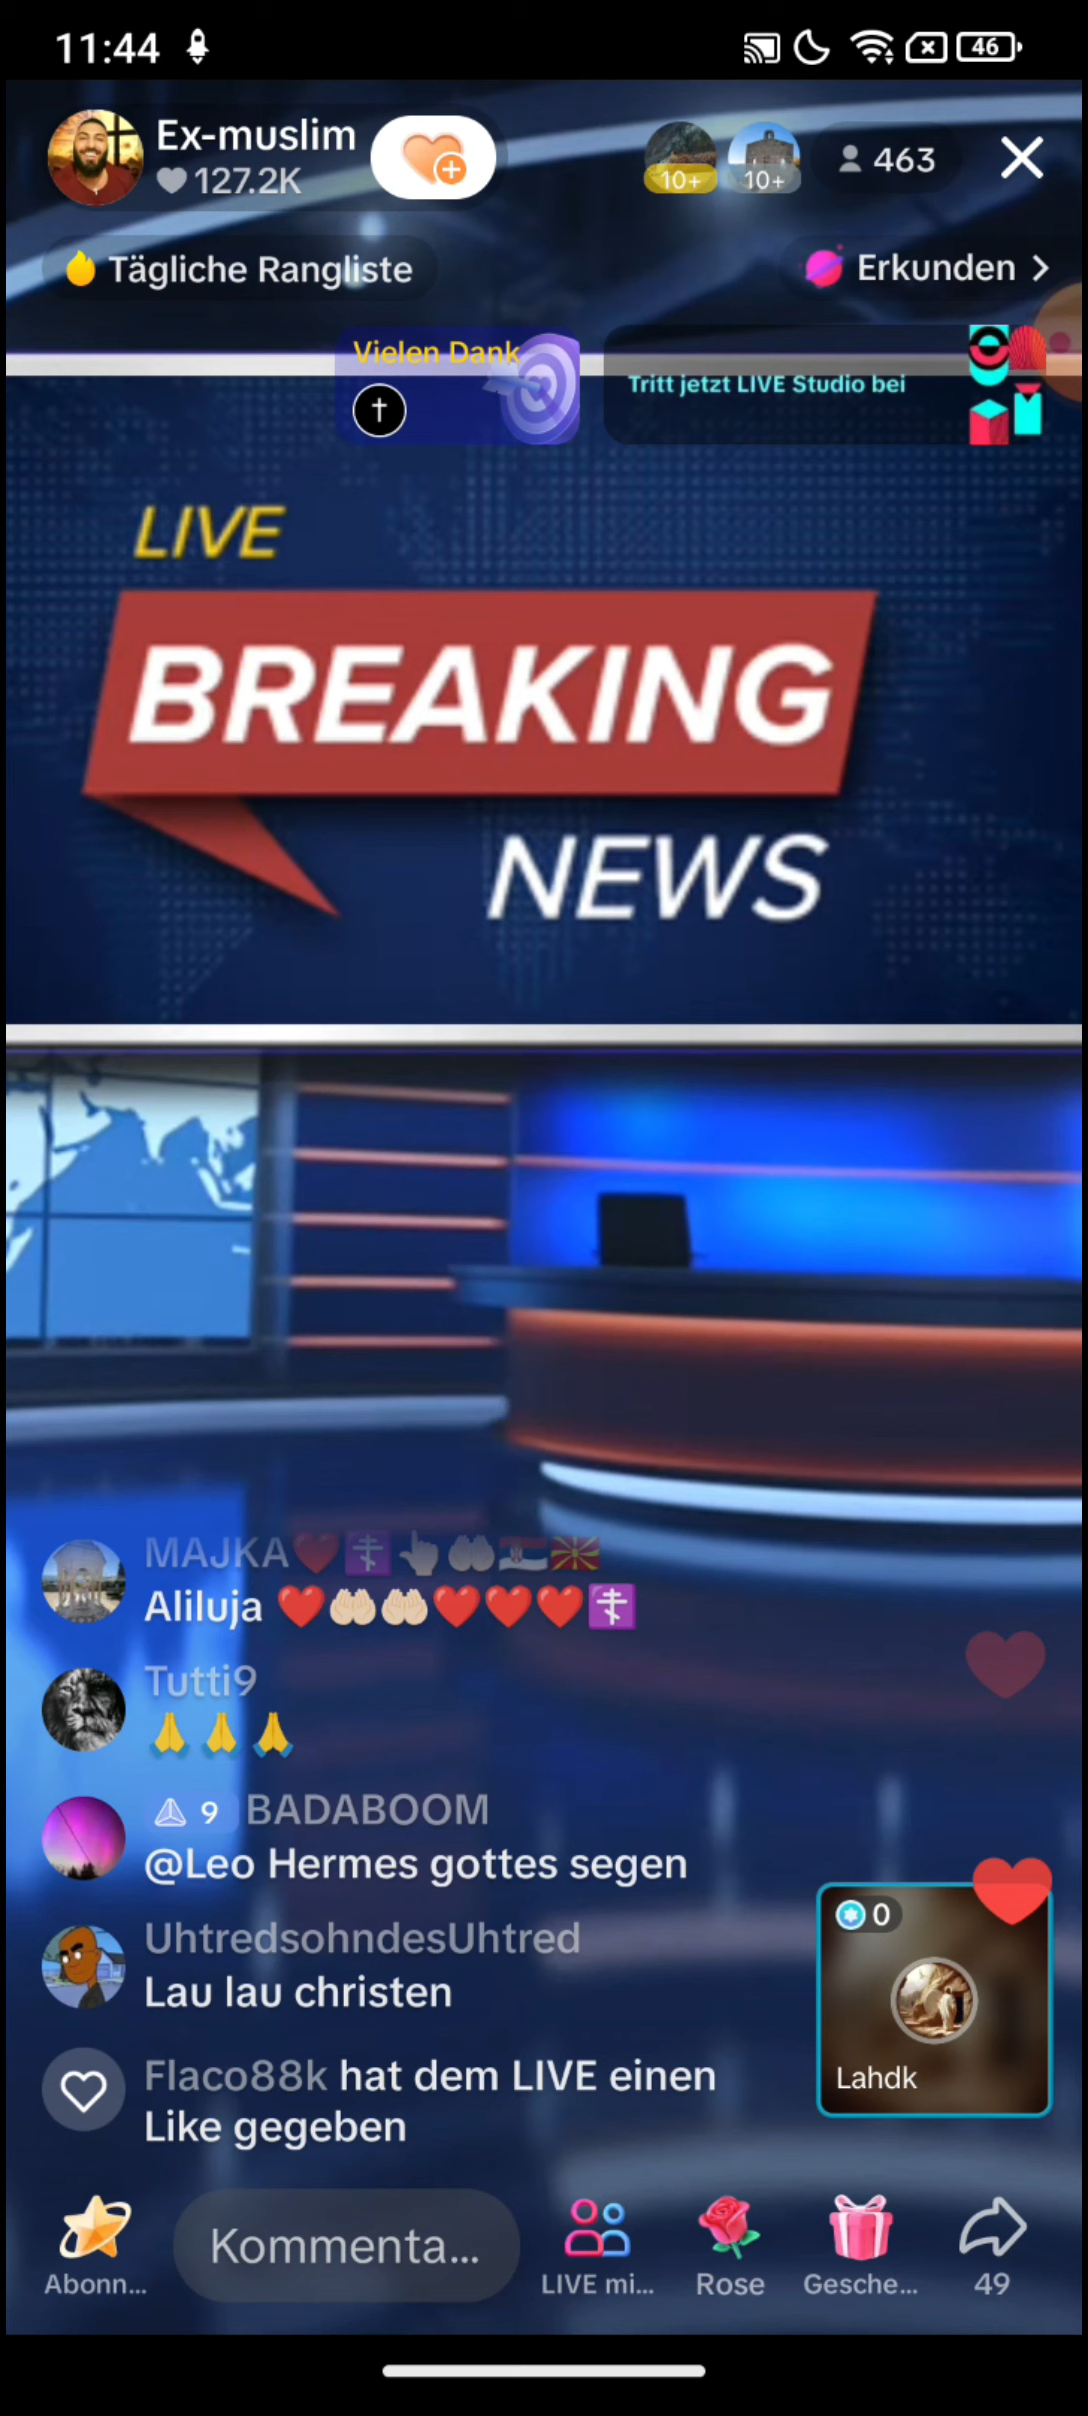 11:44
46
Ex-muslim
127.2K
10+
10+
463
Tägliche Rangliste
Erkunden
Vielen Dank
Tritt jetzt LIVE Studio bei
LIVE
BREAKING
NEWS
MAJKA❤️☦️👆🏻🤲🏻🇷🇸🇲🇰
Aliluja ❤️🤲🏻🤲🏻❤️❤️❤️☦️
Tutti9
🙏🙏🙏
9 BADABOOM
@Leo Hermes gottes segen
UhtredsohndesUhtred
Lau lau christen
Flaco88k hat dem LIVE einen
Like gegeben
0
Lahdk
Kommenta...
Abonn...
LIVE mi...
Rose
Gesche...
49